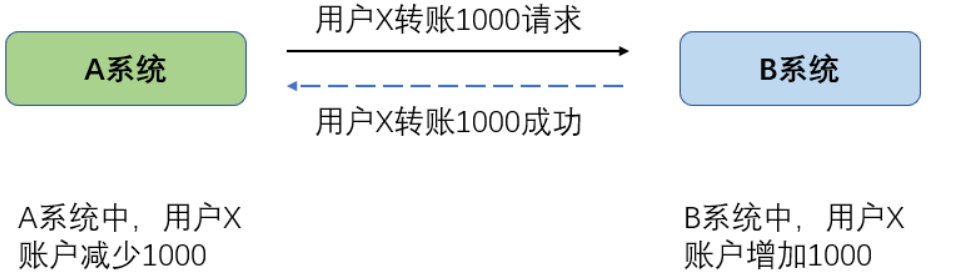 用户X转账1000请求
A系统
B系统
用户X转账1000成功
A系统中，用户X
账户减少1000
B系统中，用户X
账户增加1000